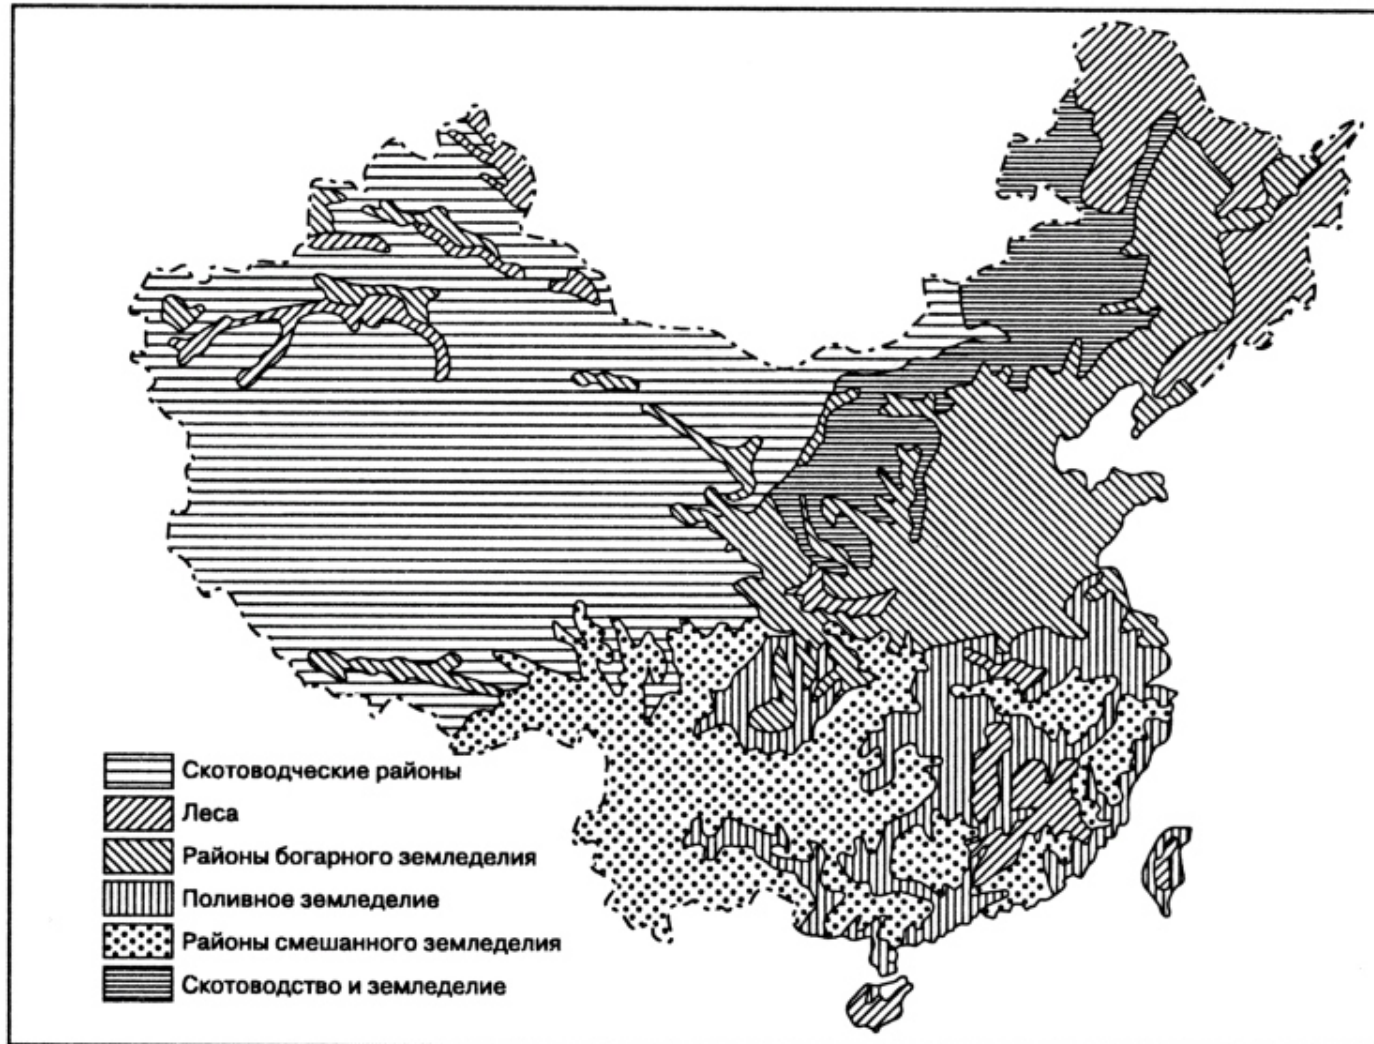 Скотоводческие районы
Леса
Районы богарного земледелия
Поливное земледелие
Районы смешанного земледелия
Скотоводство и земледелие